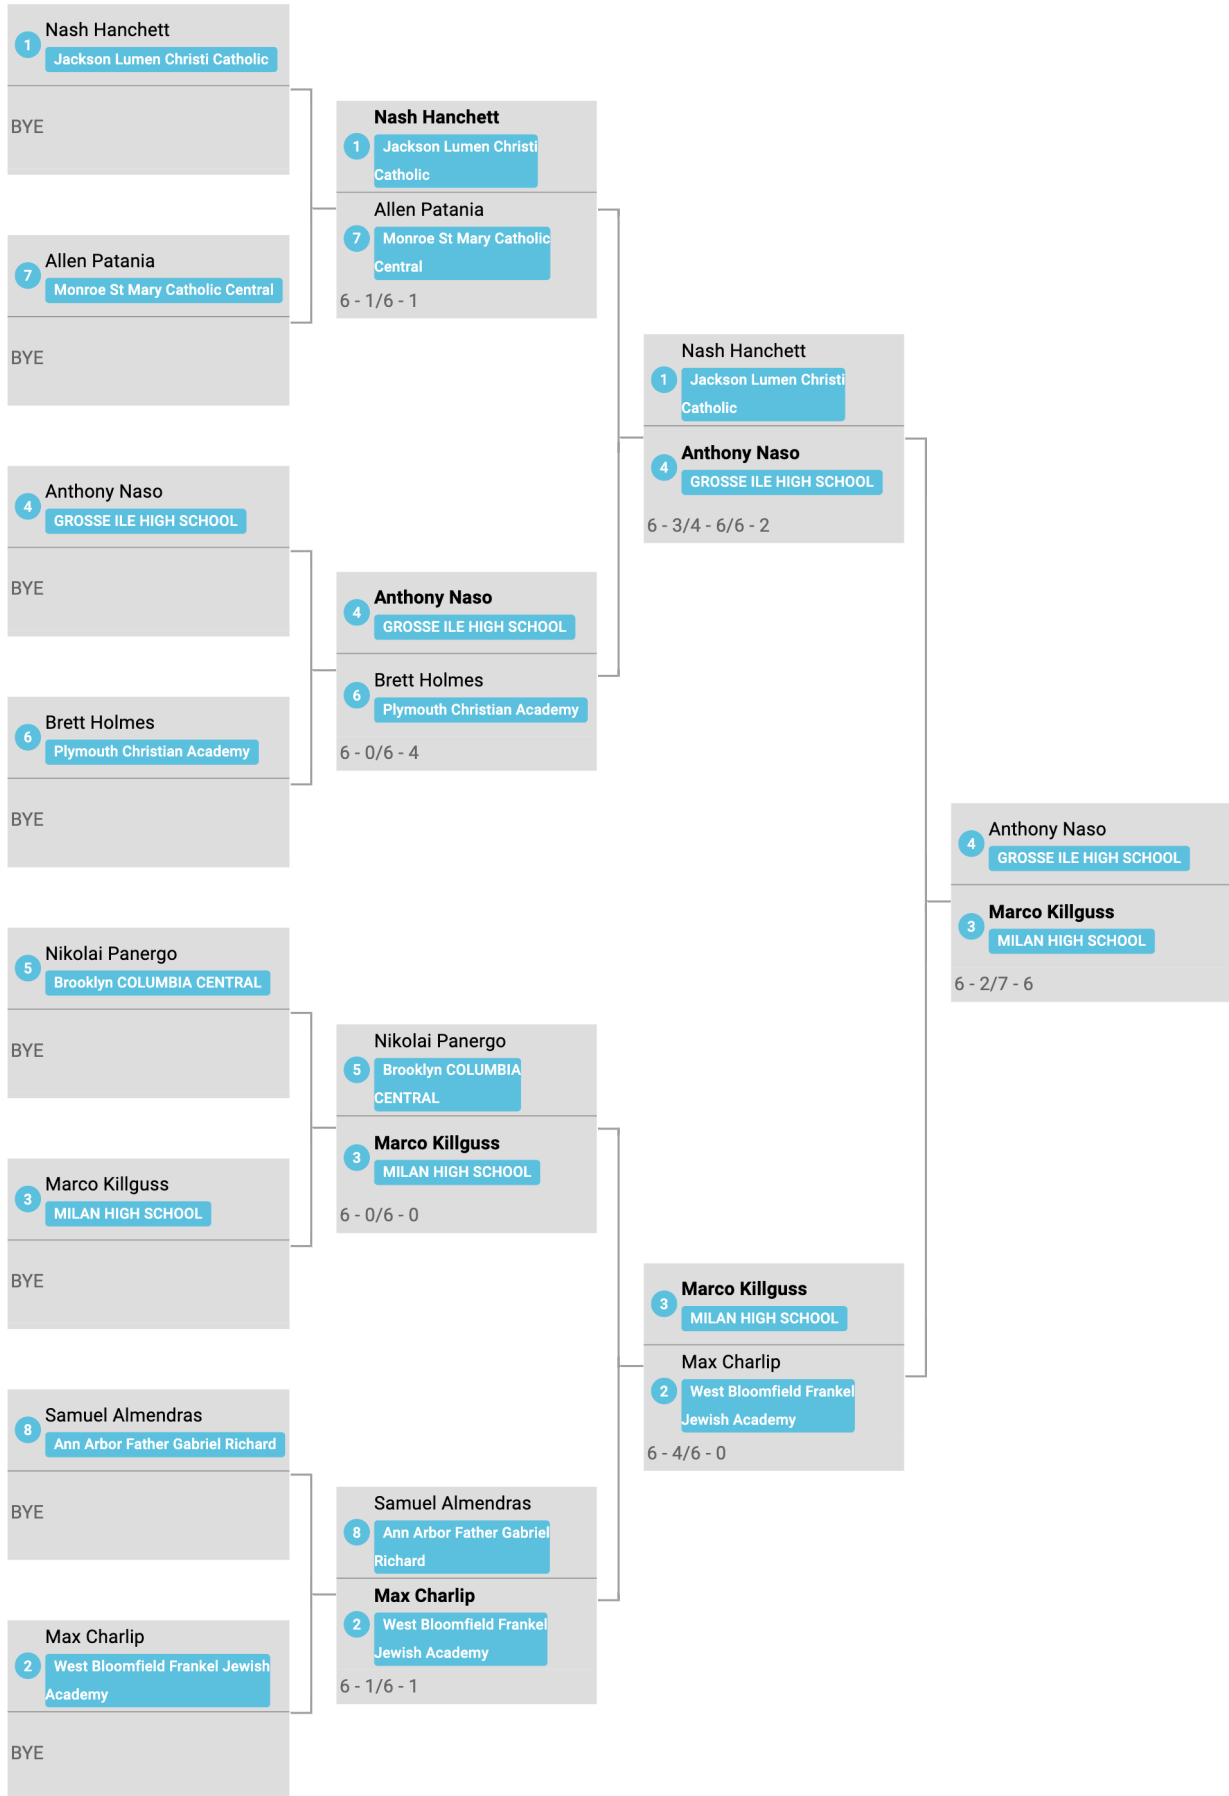 Nash Hanchett
1
Jackson Lumen Christi Catholic
BYE
7
Allen Patania
Monroe St Mary Catholic Central
BYE
4
Anthony Naso
GROSSE ILE HIGH SCHOOL
BYE
6
Brett Holmes
Plymouth Christian Academy
BYE
5
Nikolai Panergo
Brooklyn COLUMBIA CENTRAL
BYE
3
Marco Killguss
MILAN HIGH SCHOOL
BYE
8
Samuel Almendras
Ann Arbor Father Gabriel Richard
BYE
Max Charlip
2
West Bloomfield Frankel Jewish
Academy
BYE
Nash Hanchett
1
Jackson Lumen Christi
Catholic
Allen Patania
7
Monroe St Mary Catholic
Central
6 - 1/6 - 1
Anthony Naso
4
GROSSE ILE HIGH SCHOOL
Brett Holmes
6
Plymouth Christian Academy
6 - 0/6 - 4
Nikolai Panergo
5
Brooklyn COLUMBIA
CENTRAL
Marco Killguss
3
MILAN HIGH SCHOOL
6 - 0/6 - 0
Samuel Almendras
8
Ann Arbor Father Gabriel
Richard
Max Charlip
2
West Bloomfield Frankel
Jewish Academy
6 - 1/6 - 1
Nash Hanchett
1
Jackson Lumen Christi
Catholic
Anthony Naso
4
GROSSE ILE HIGH SCHOOL
6 - 3/4 - 6/6 - 2
Marco Killguss
3
MILAN HIGH SCHOOL
Max Charlip
2
West Bloomfield Frankel
Jewish Academy
6 - 4/6 - 0
Anthony Naso
4
GROSSE ILE HIGH SCHOOL
Marco Killguss
3
MILAN HIGH SCHOOL
6 - 2/7 - 6